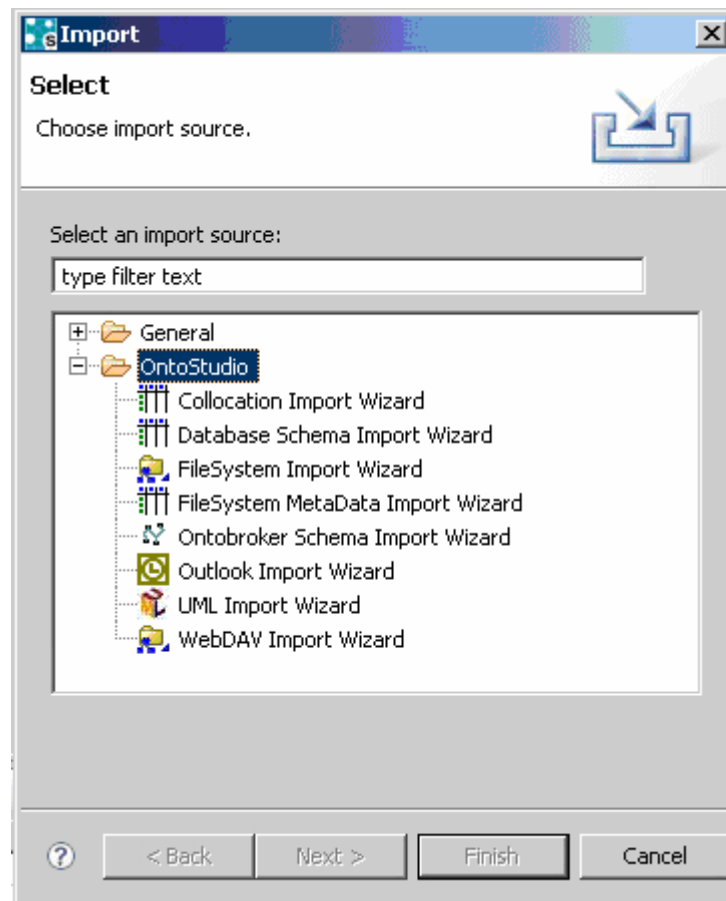 Import
Select
Choose import source.
Select an import source:
type filter text
General
OntoStudio
Collocation Import Wizard
Database Schema Import Wizard
FileSystem Import Wizard
FileSystem MetaData Import Wizard
Ontobroker Schema Import Wizard
Outlook Import Wizard
UML Import Wizard
WebDAV Import Wizard
? < Back Next > Finish Cancel